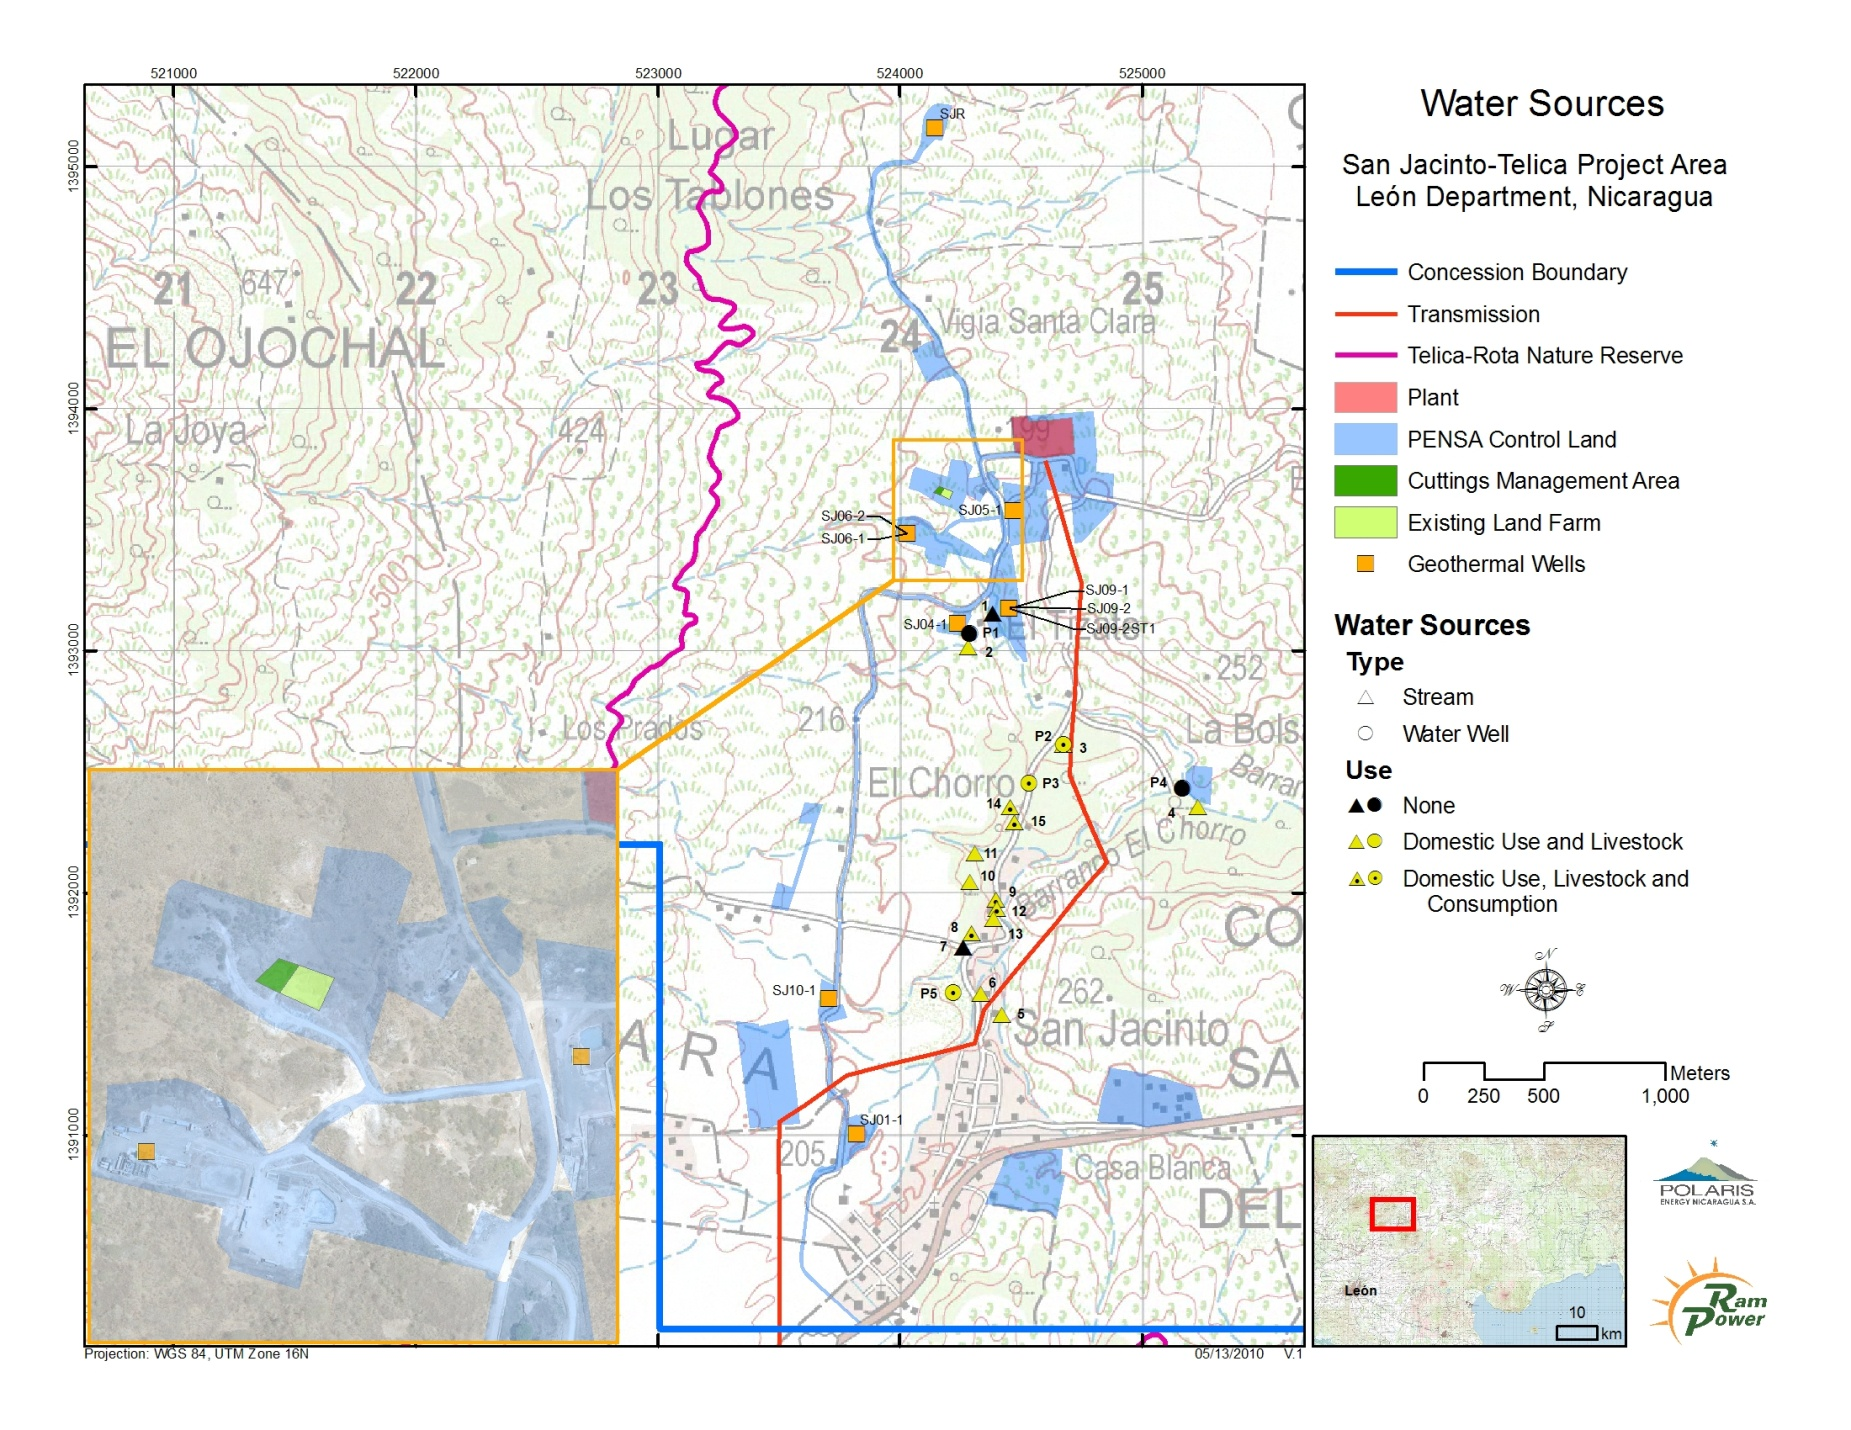 521000 522000 523000 524000 525000
1395000
1394000
1393000
1392000
1391000
Lugar
Los Tablones
SJR
21 22 23 24 25
647
EL OJOCHAL
Vigia Santa Clara
La Joya
424
199
500
SJ06-2
SJ06-1
SJ05-1
SJ09-1
SJ09-2
SJ09-2ST1
SJ04-1
1
P1
2
El Tizate
252
Los Prados
216
La Bols
Barran
P2
3
El Chorro
P3
P4
4
14
15
Barranco El Chorro
11
10
9
12
13
8
7
CO
SJ10-1
P5
6
5
262
San Jacinto
A R A
SA
SJ01-1
205
Casa Blanca
DEL
Projection: WGS 84, UTM Zone 16N
05/13/2010 V.1
Water Sources
San Jacinto-Telica Project Area
León Department, Nicaragua
Concession Boundary
Transmission
Telica-Rota Nature Reserve
Plant
PENSA Control Land
Cuttings Management Area
Existing Land Farm
Geothermal Wells
Water Sources
Type
Stream
Water Well
Use
None
Domestic Use and Livestock
Domestic Use, Livestock and
Consumption
N
W E
S
Meters
0 250 500 1,000
León
10
km
POLARIS
ENERGY NICARAGUA S.A.
Ram
Power